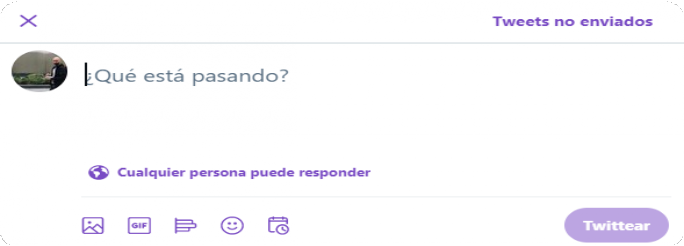 Tweets no enviados
¿Qué está pasando?
Cualquier persona puede responder
GIF
Twittear